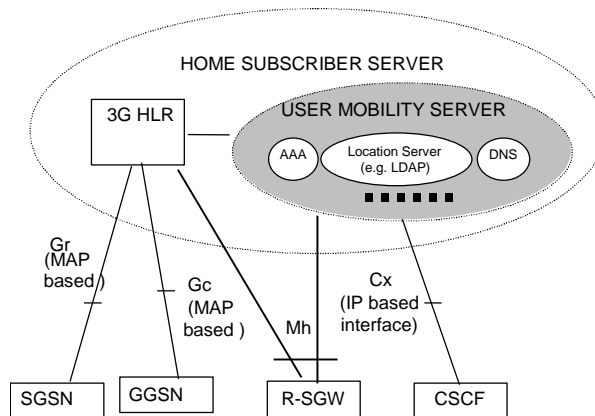 HOME SUBSCRIBER SERVER
3G HLR
USER MOBILITY SERVER
AAA
Location Server
(e.g. LDAP)
DNS
Gr
(MAP
based )
Gc
(MAP
based )
Mh
Cx
(IP based
interface)
SGSN
GGSN
R-SGW
CSCF